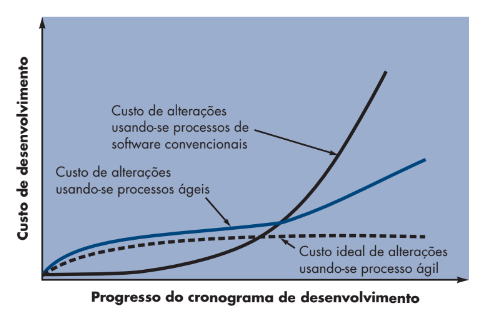 Custo de desenvolvimento
Custo de alterações
usando-se processos de
software convencionais
Custo de alterações
usando-se processos ágeis
Custo ideal de alterações
usando-se processo ágil
Progresso do cronograma de desenvolvimento